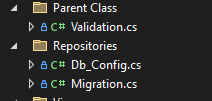 Parent Class
C# Validation.cs
Repositories
C# Db_Config.cs
C# Migration.cs